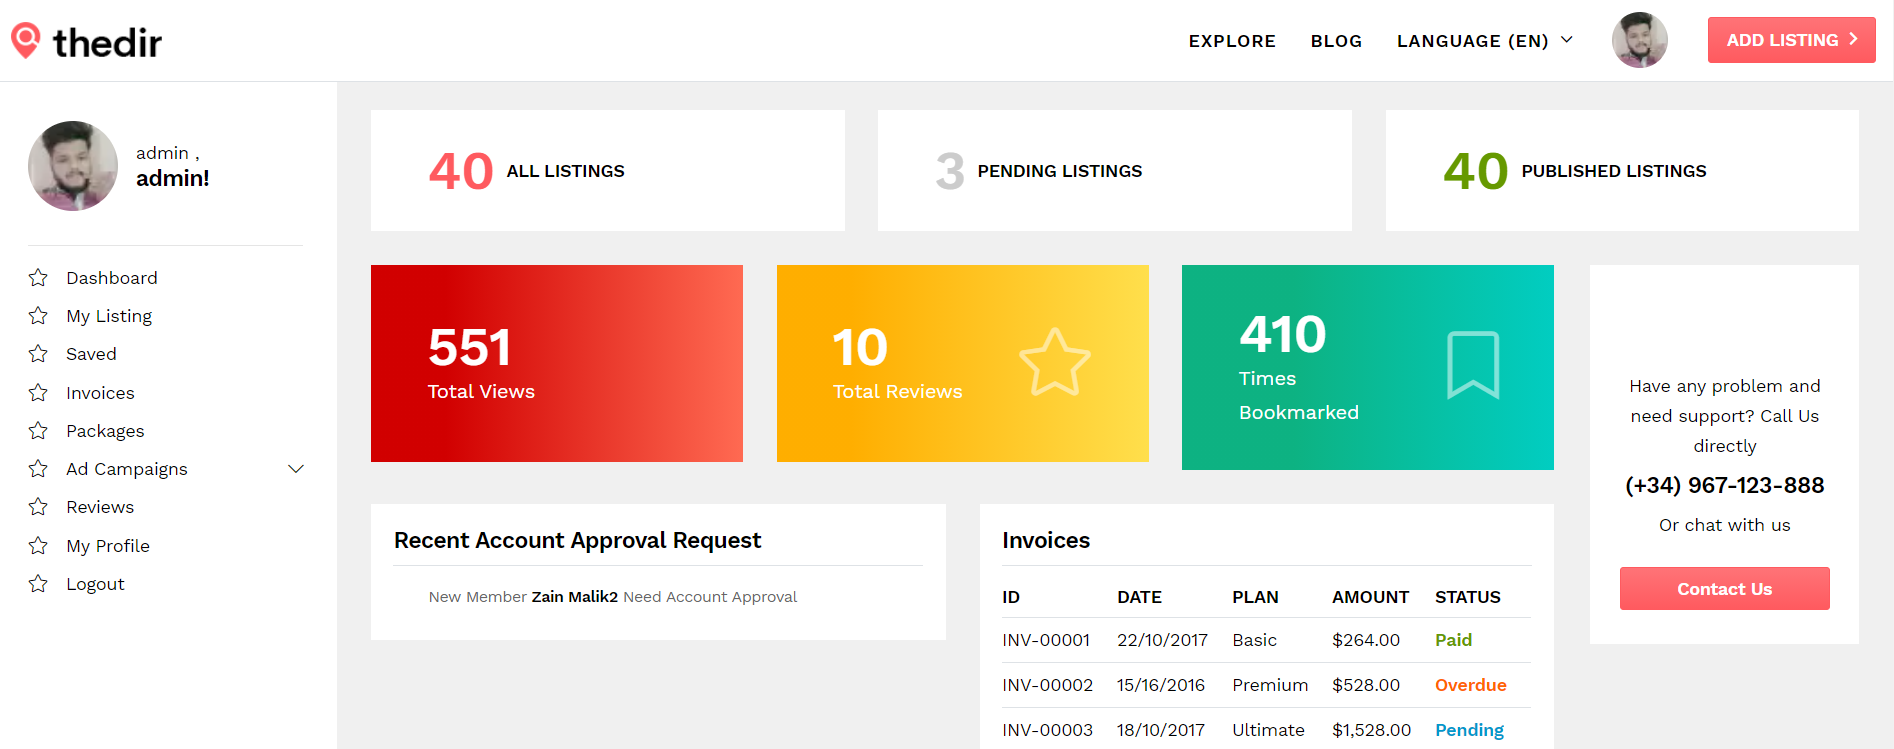 thedir
EXPLORE
BLOG
LANGUAGE (EN)
ADD LISTING
admin ,
admin!
Dashboard
My Listing
Saved
Invoices
Packages
Ad Campaigns
Reviews
My Profile
Logout
40 ALL LISTINGS
3 PENDING LISTINGS
40 PUBLISHED LISTINGS
551
Total Views
10
Total Reviews
410
Times
Bookmarked
Have any problem and
need support? Call Us
directly
(+34) 967-123-888
Or chat with us
Contact Us
Recent Account Approval Request
New Member Zain Malik2 Need Account Approval
Invoices
ID DATE PLAN AMOUNT STATUS
INV-00001 22/10/2017 Basic $264.00 Paid
INV-00002 15/16/2016 Premium $528.00 Overdue
INV-00003 18/10/2017 Ultimate $1,528.00 Pending